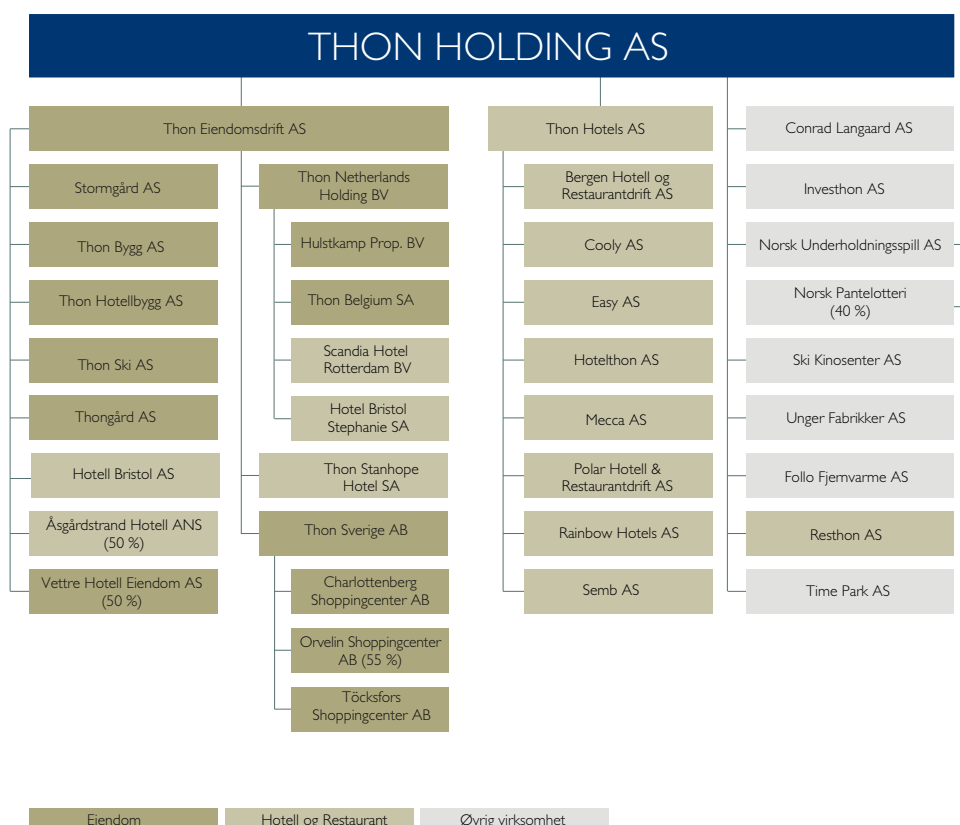 THON HOLDING AS
Thon Eiendomsdrift AS
Stormgård AS
Thon Bygg AS
Thon Hotellbygg AS
Thon Ski AS
Thongård AS
Hotell Bristol AS
Åsgårdstrand Hotell ANS
(50 %)
Vettre Hotell Eiendom AS
(50 %)
Thon Netherlands
Holding BV
Hulstkamp Prop. BV
Thon Belgium SA
Scandia Hotel
Rotterdam BV
Hotel Bristol
Stephanie SA
Thon Stanhope
Hotel SA
Thon Sverige AB
Charlottenberg
Shoppingcenter AB
Orvelin Shoppingcenter
AB (55 %)
Töcksfors
Shoppingcenter AB
Thon Hotels AS
Bergen Hotell og
Restaurantdrift AS
Cooly AS
Easy AS
Hotelthon AS
Mecca AS
Polar Hotell &
Restaurantdrift AS
Rainbow Hotels AS
Semb AS
Conrad Langaard AS
Investhon AS
Norsk Underholdningsspill AS
Norsk Pantelotteri
(40 %)
Ski Kinosenter AS
Unger Fabrikker AS
Follo Fjernvarme AS
Resthon AS
Time Park AS
Eiendom
Hotell og Restaurant
Øvrig virksomhet